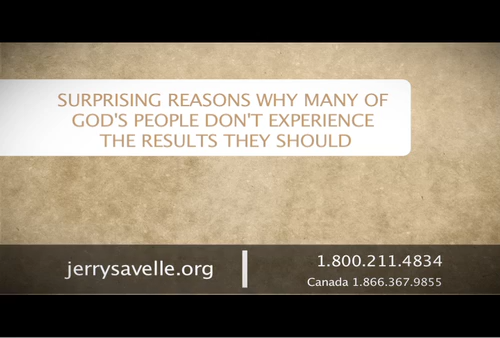 SURPRISING REASONS WHY MANY OF
GOD'S PEOPLE DON'T EXPERIENCE
THE RESULTS THEY SHOULD
jerrysavelle.org
1.800.211.4834
Canada 1.866.367.9855